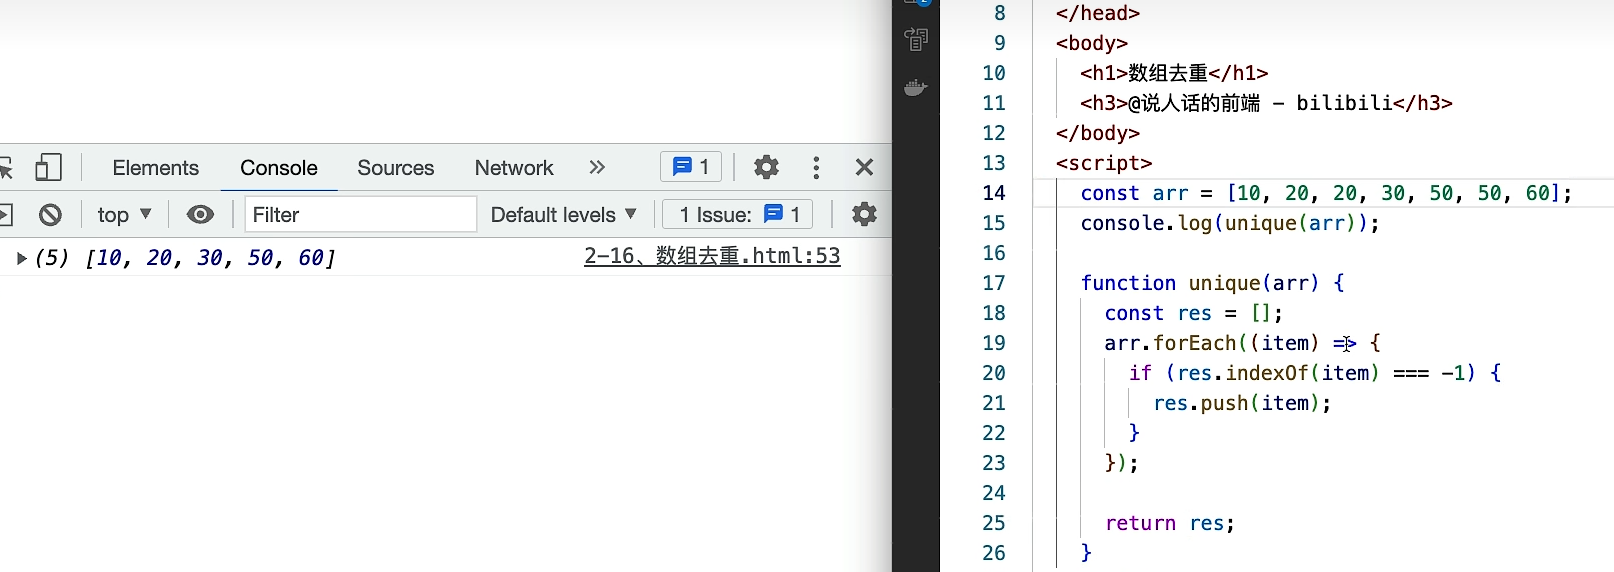 Elements Console Sources Network » 1
top ▼ Filter Default levels ▼ 1 Issue: 1
▶ (5) [10, 20, 30, 50, 60] 2-16、数组去重.html:53
8 </head>
9 <body>
10 <h1>数组去重</h1>
11 <h3>@说人话的前端 - bilibili</h3>
12 </body>
13 <script>
14 const arr = [10, 20, 20, 30, 50, 50, 60];
15 console.log(unique(arr));
16
17 function unique(arr) {
18 const res = [];
19 arr.forEach((item) => {
20 if (res.indexOf(item) === -1) {
21 res.push(item);
22 }
23 });
24
25 return res;
26 }